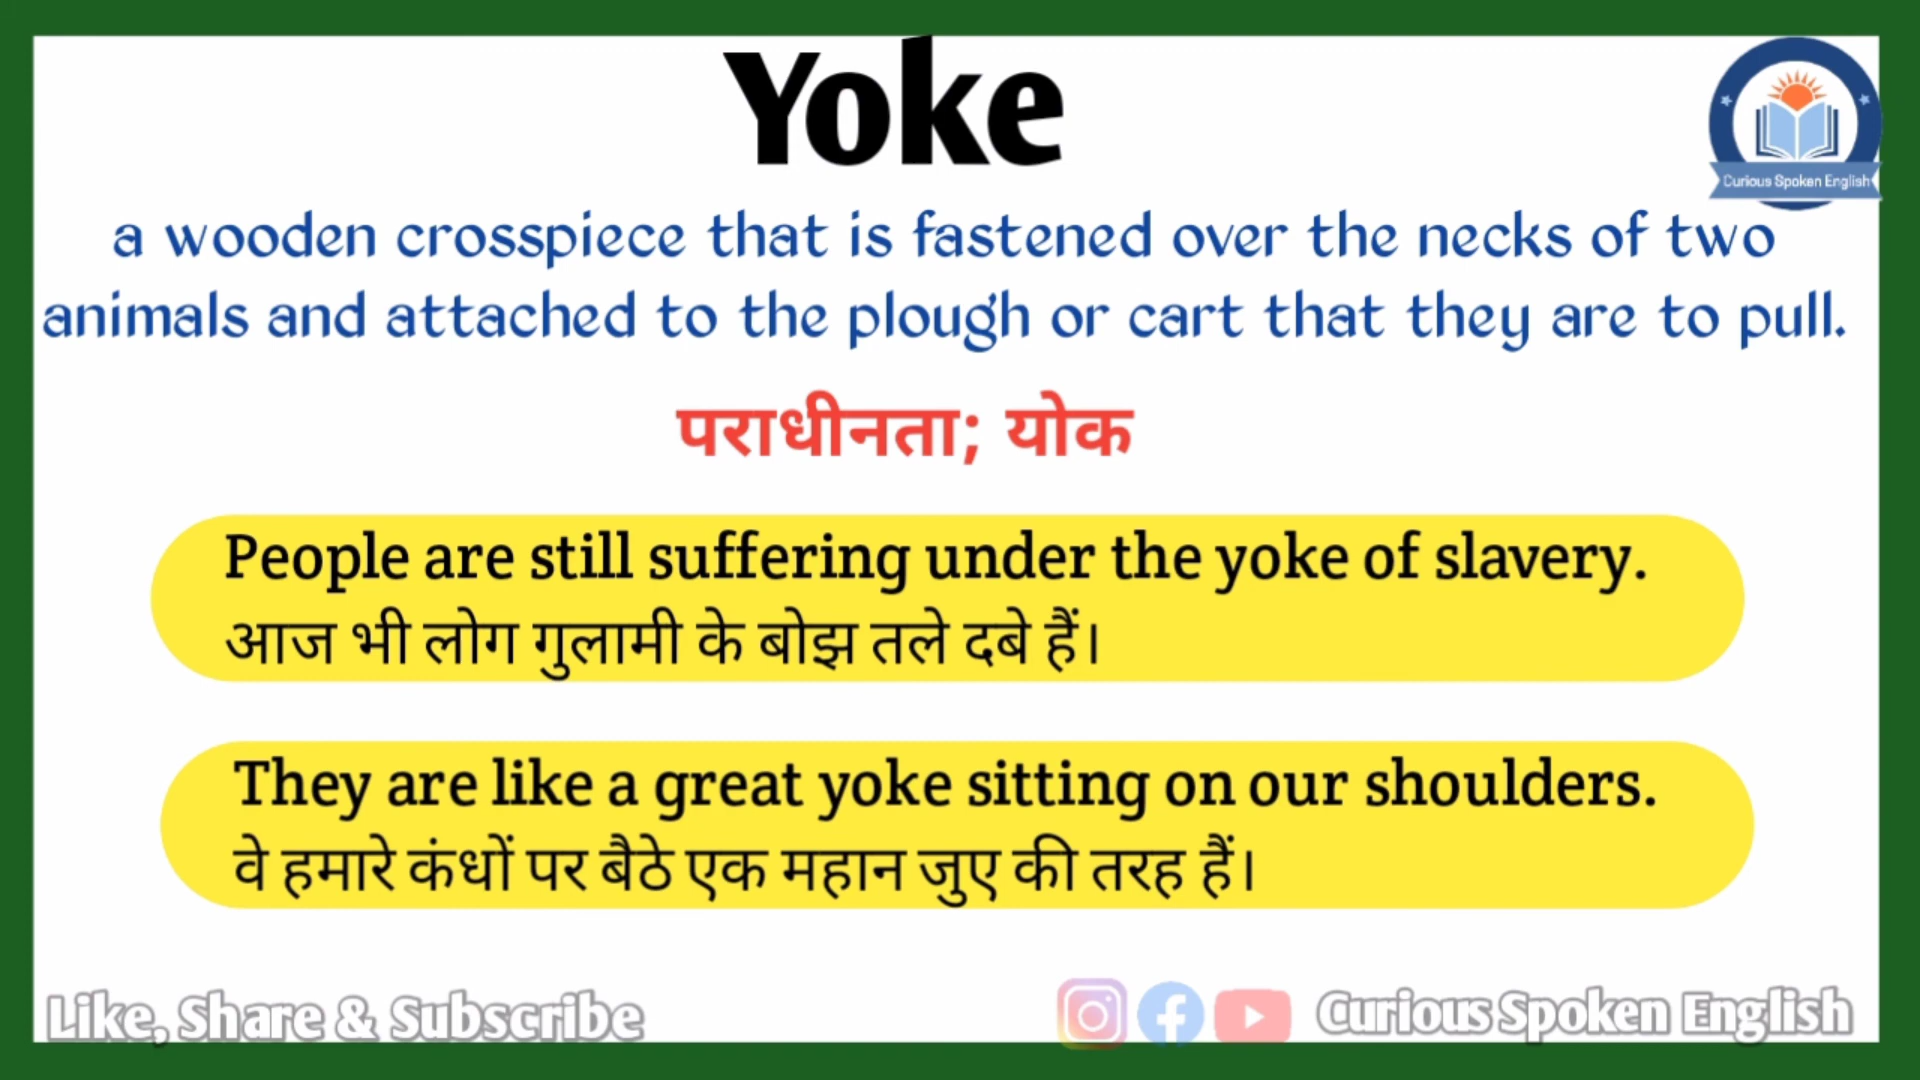 Yoke
Curious Spoken English
a wooden crosspiece that is fastened over the necks of two
animals and attached to the plough or cart that they are to pull.
पराधीनता; योक
People are still suffering under the yoke of slavery.
आज भी लोग गुलामी के बोझ तले दबे हैं।
They are like a great yoke sitting on our shoulders.
वे हमारे कंधों पर बैठे एक महान जुए की तरह हैं।
Like, Share & Subscribe
Curious Spoken English